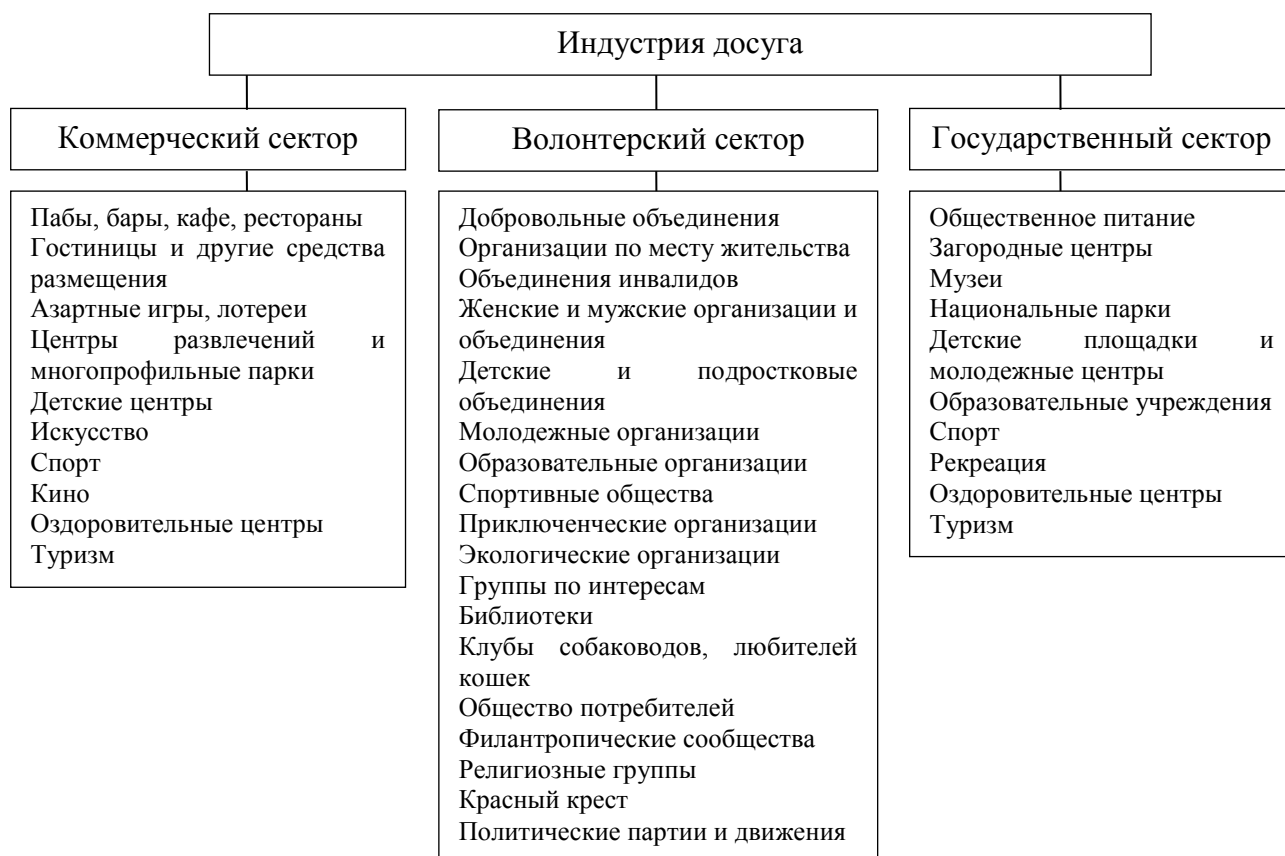 Индустрия досуга
Коммерческий сектор
Пабы, бары, кафе, рестораны
Гостиницы и другие средства
размещения
Азартные игры, лотереи
Центры развлечений и
многопрофильные парки
Детские центры
Искусство
Спорт
Кино
Оздоровительные центры
Туризм
Волонтерский сектор
Добровольные объединения
Организации по месту жительства
Объединения инвалидов
Женские и мужские организации и
объединения
Детские и подростковые
объединения
Молодежные организации
Образовательные организации
Спортивные общества
Приключенческие организации
Экологические организации
Группы по интересам
Библиотеки
Клубы собаководов, любителей
кошек
Общество потребителей
Филантропические сообщества
Религиозные группы
Красный крест
Политические партии и движения
Государственный сектор
Общественное питание
Загородные центры
Музеи
Национальные парки
Детские площадки и
молодежные центры
Образовательные учреждения
Спорт
Рекреация
Оздоровительные центры
Туризм